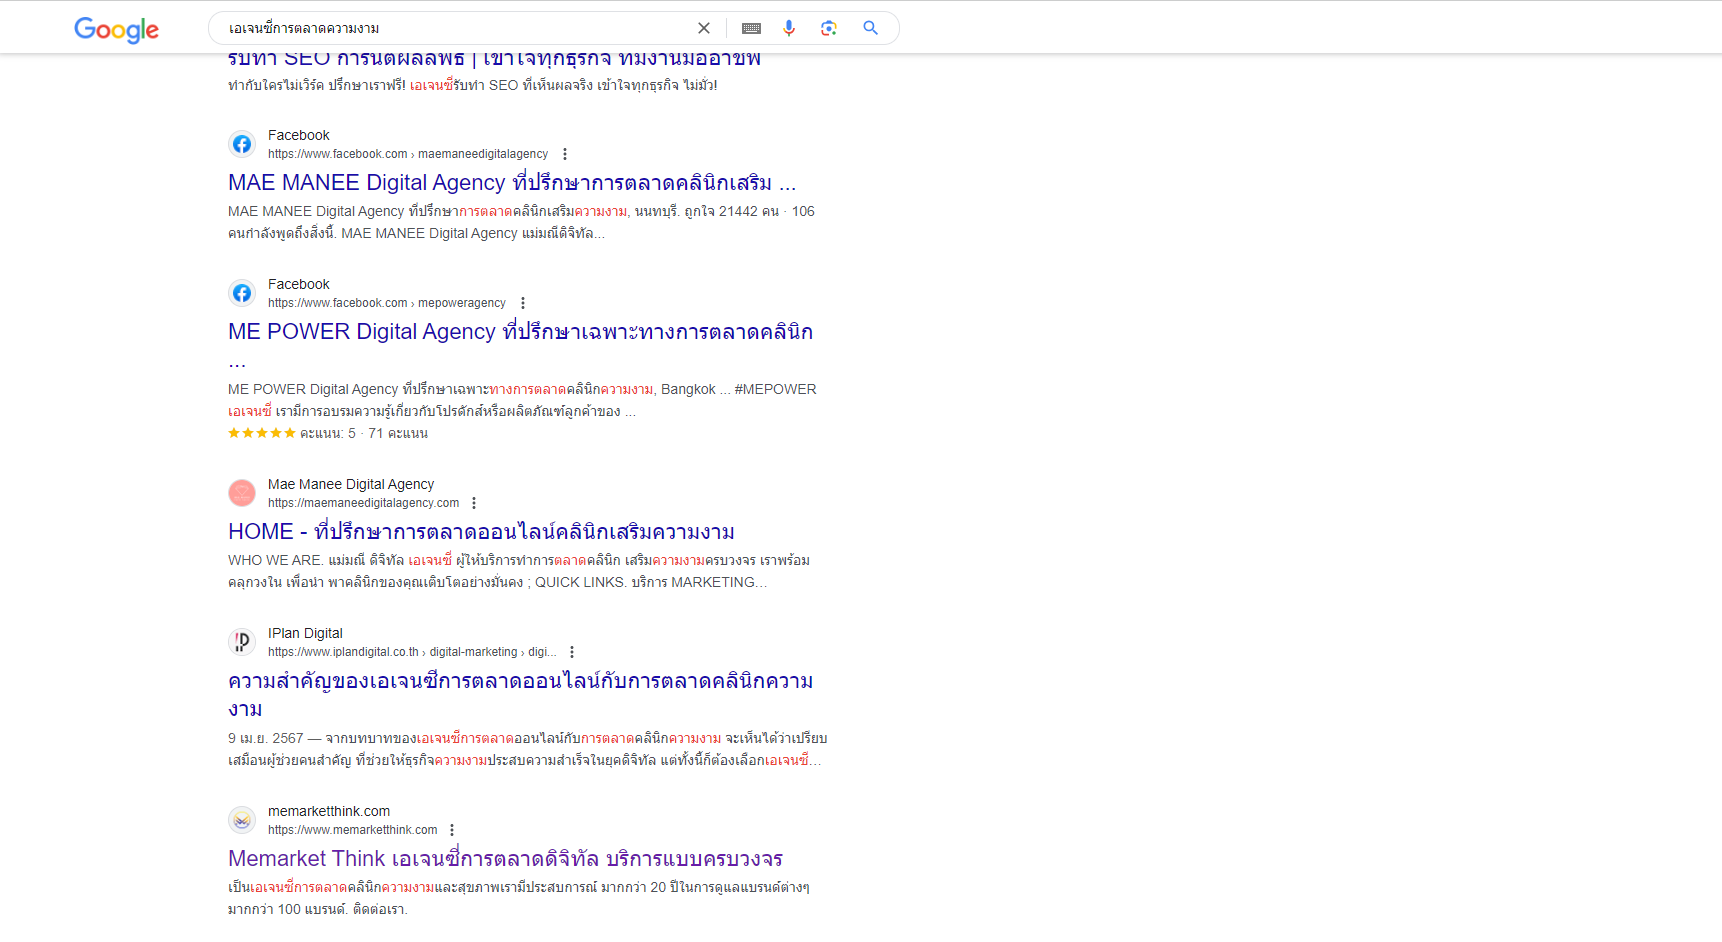 Google
เอเจนซี่การตลาดความงาม
รับทำ SEO การันตีผลลัพธ์ | เข้าใจทุกธุรกิจ ทีมงานมืออาชีพ
ทำกับใครไม่เวิร์ค ปรึกษาเราฟรี! เอเจนซี่รับทำ SEO ที่เห็นผลจริง เข้าใจทุกธุรกิจ ไม่มั่ว!
Facebook
https://www.facebook.com › maemaneedigitalagency
MAE MANEE Digital Agency ที่ปรึกษาการตลาดคลินิกเสริม ...
MAE MANEE Digital Agency ที่ปรึกษาการตลาดคลินิกเสริมความงาม, นนทบุรี. ถูกใจ 21442 คน · 106
คนกำลังพูดถึงสิ่งนี้. MAE MANEE Digital Agency แม่มณีดิจิทัล...
Facebook
https://www.facebook.com › mepoweragency
ME POWER Digital Agency ที่ปรึกษาเฉพาะทางการตลาดคลินิก
...
ME POWER Digital Agency ที่ปรึกษาเฉพาะทางการตลาดคลินิกความงาม, Bangkok ... #MEPOWER
เอเจนซี่ เรามีการอบรมความรู้เกี่ยวกับโปรดักส์หรือผลิตภัณฑ์ลูกค้าของ ...
คะแนน: 5 · 71 คะแนน
Mae Manee Digital Agency
https://maemaneedigitalagency.com
HOME - ที่ปรึกษาการตลาดออนไลน์คลินิกเสริมความงาม
WHO WE ARE. แม่มณี ดิจิทัล เอเจนซี่ ผู้ให้บริการทำการตลาดคลินิก เสริมความงามครบวงจร เราพร้อม
คลุกวงใน เพื่อนำ พาคลินิกของคุณเติบโตอย่างมั่นคง ; QUICK LINKS. บริการ MARKETING...
IPlan Digital
https://www.iplandigital.co.th › digital-marketing › digi...
ความสำคัญของเอเจนซีการตลาดออนไลน์กับการตลาดคลินิกความ
งาม
9 เม.ย. 2567 — จากบทบาทของเอเจนซีการตลาดออนไลน์กับการตลาดคลินิกความงาม จะเห็นได้ว่าเปรียบ
เสมือนผู้ช่วยคนสำคัญ ที่ช่วยให้ธุรกิจความงามประสบความสำเร็จในยุคดิจิทัล แต่ทั้งนี้ก็ต้องเลือกเอเจนซี...
memarketthink.com
https://www.memarketthink.com
Memarket Think เอเจนซี่การตลาดดิจิทัล บริการแบบครบวงจร
เป็นเอเจนซี่การตลาดคลินิกความงามและสุขภาพเรามีประสบการณ์ มากกว่า 20 ปีในการดูแลแบรนด์ต่างๆ
มากกว่า 100 แบรนด์. ติดต่อเรา.